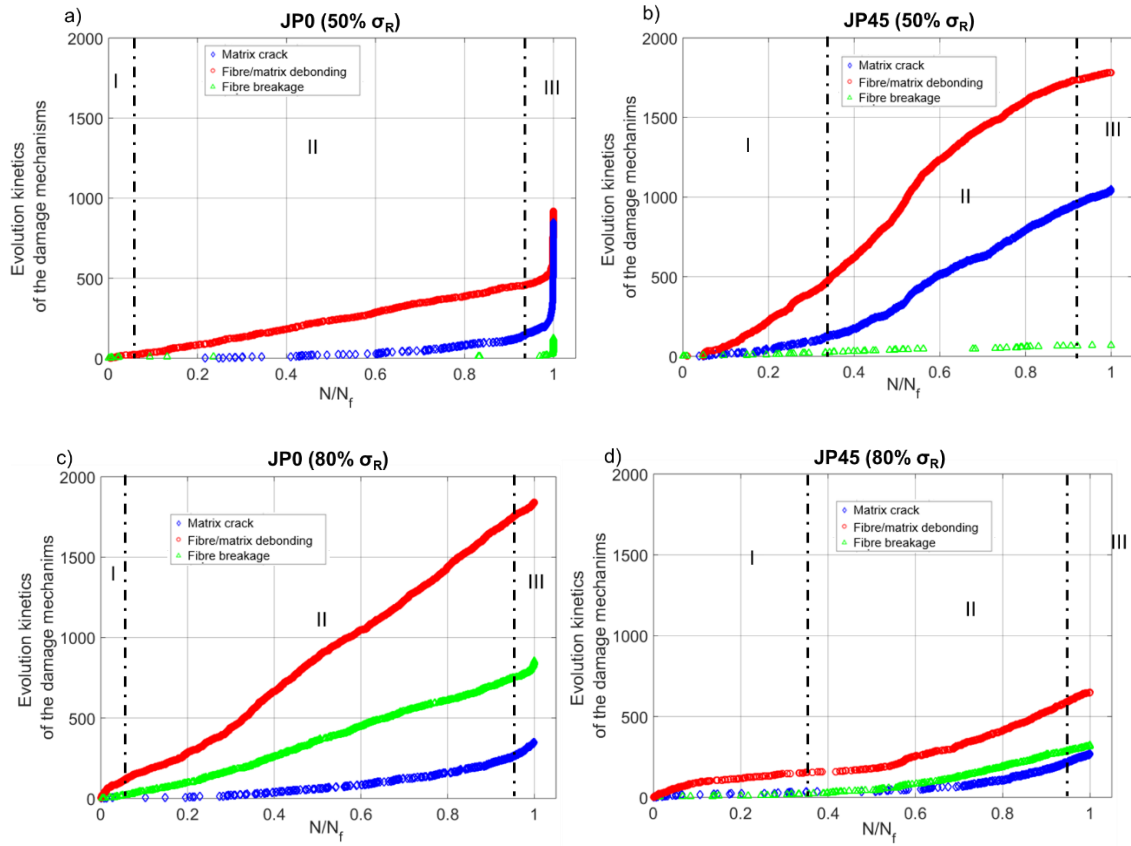 a)
JP0 (50% σR)
2000
1500
1000
500
0
0
0.2
0.4
0.6
0.8
1
N/Nf
Evolution kinetics
of the damage mechanisms
Matrix crack
Fibre/matrix debonding
Fibre breakage
I
II
III
b)
JP45 (50% σR)
2000
1500
1000
500
0
0
0.2
0.4
0.6
0.8
1
N/Nf
Evolution kinetics
of the damage mechanims
Matrix crack
Fibre/matrix debonding
Fibre breakage
I
II
III
c)
JP0 (80% σR)
2000
1500
1000
500
0
0
0.2
0.4
0.6
0.8
1
N/Nf
Evolution kinetics
of the damage mechanisms
Matrix crack
Fibre/matrix debonding
Fibre breakage
I
II
III
d)
JP45 (80% σR)
2000
1500
1000
500
0
0
0.2
0.4
0.6
0.8
1
N/Nf
Evolution kinetics
of the damage mechanisms
Matrix crack
Fibre/matrix debonding
Fibre breakage
I
II
III